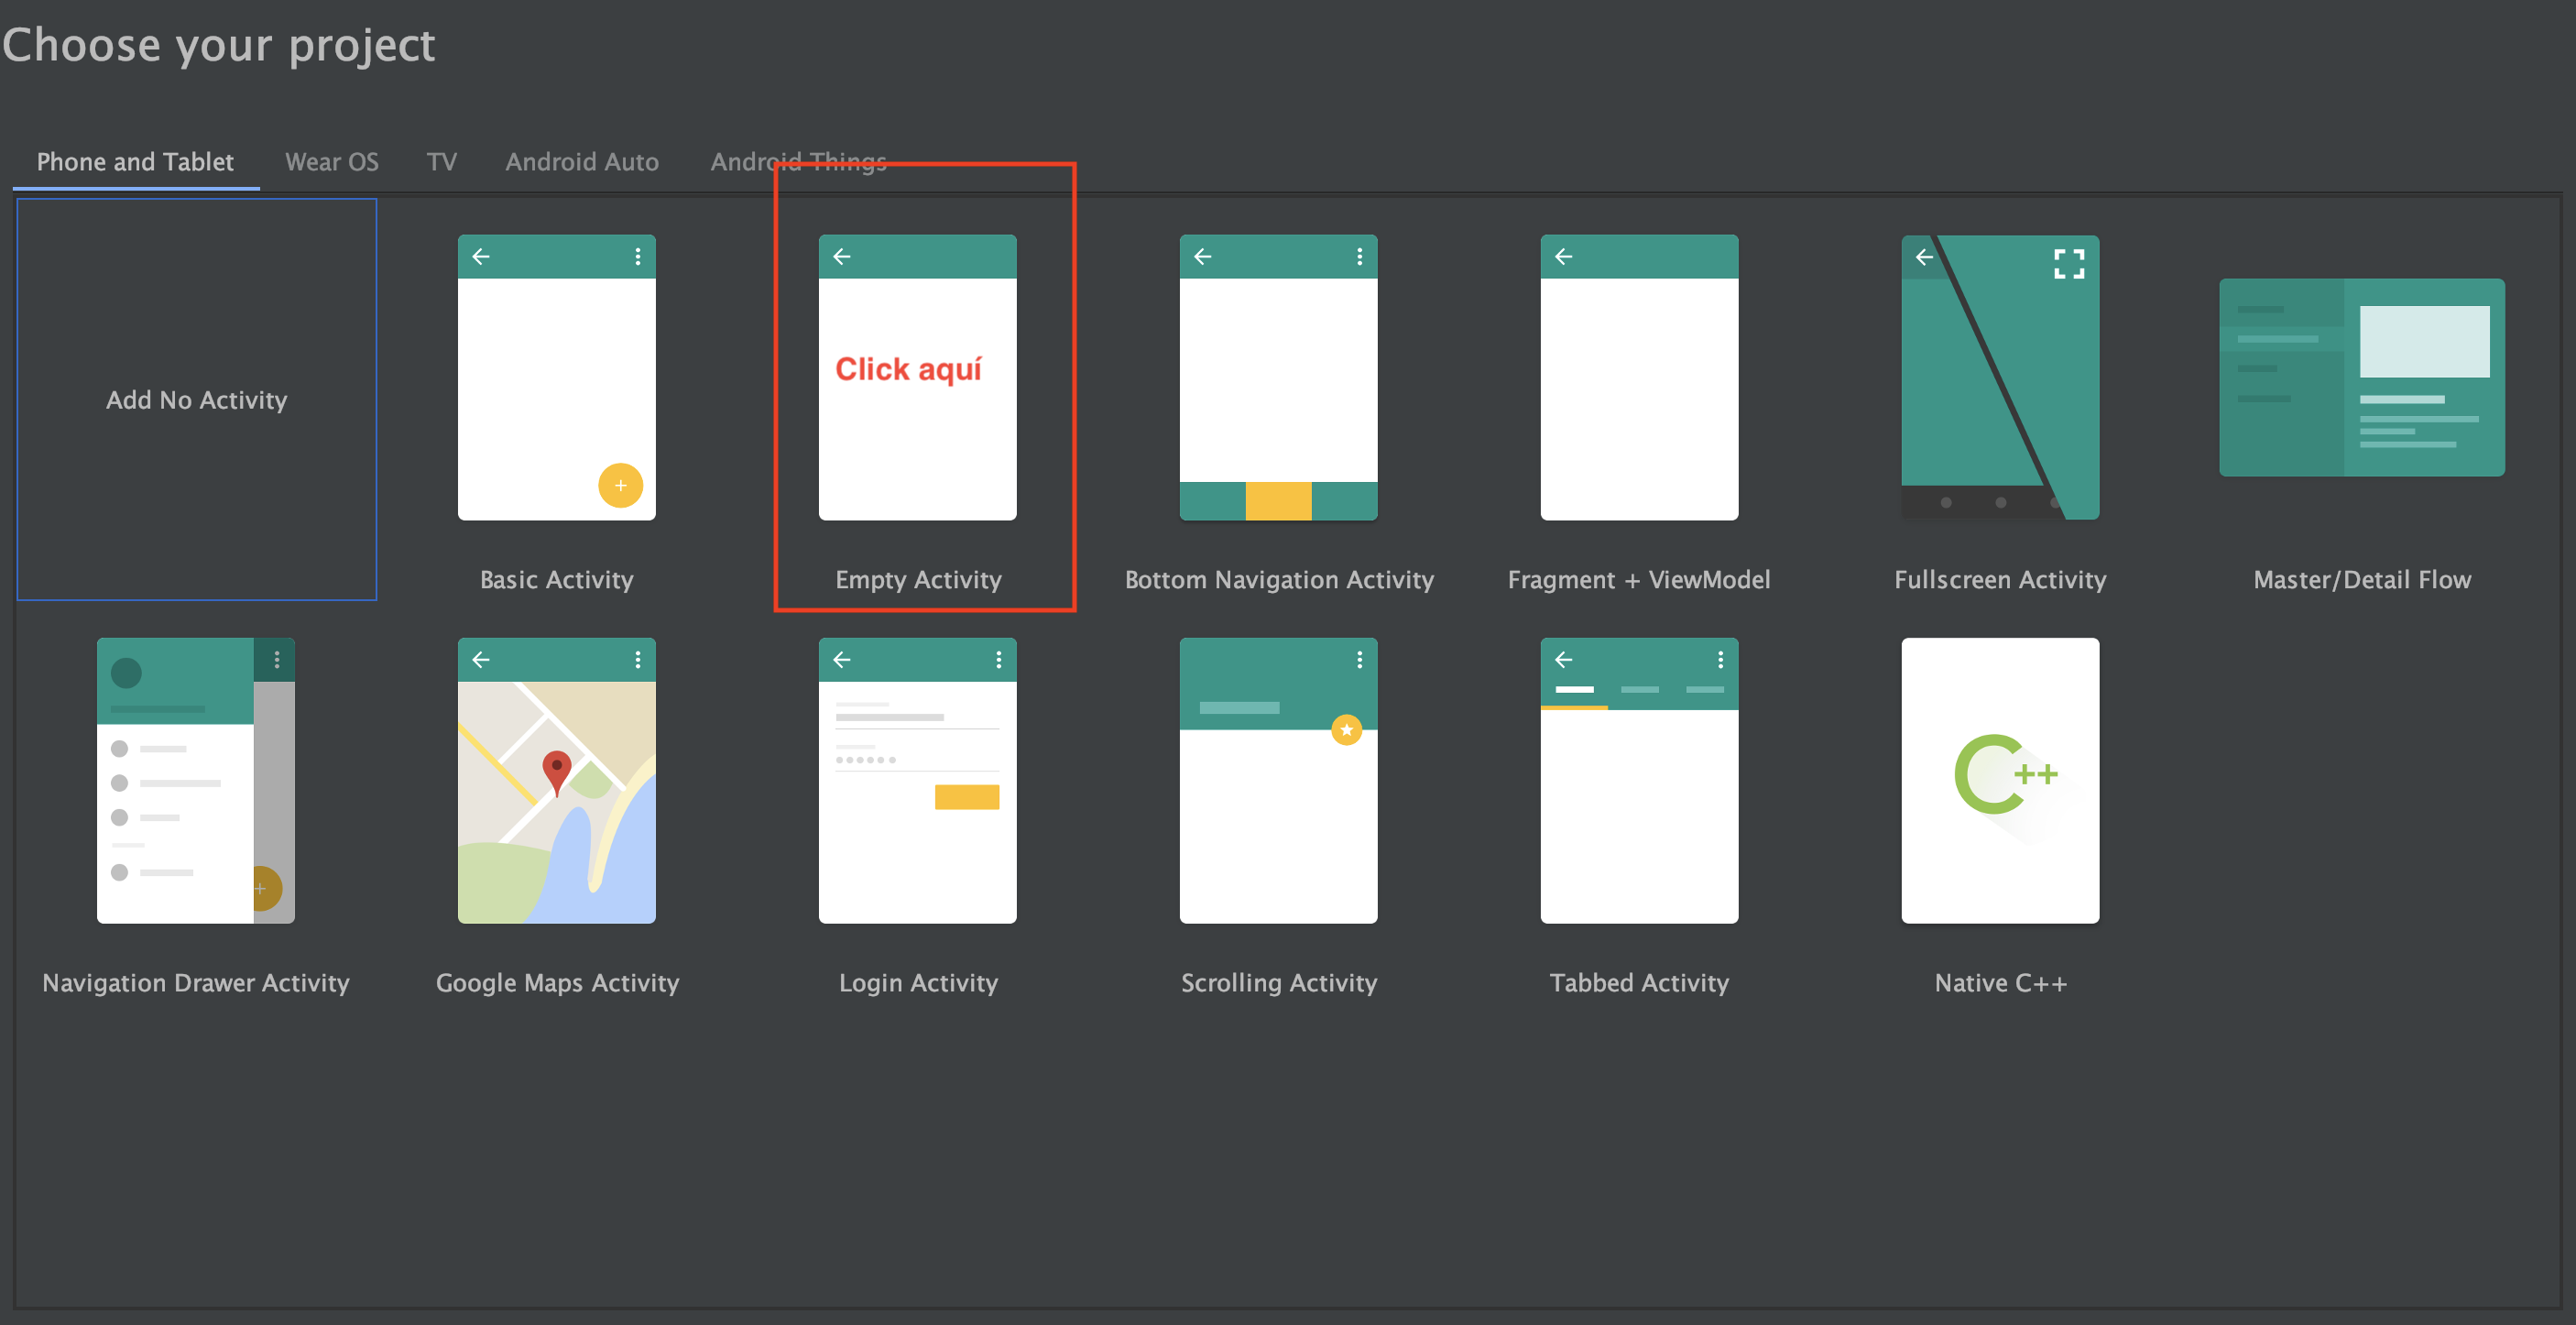 Choose your project
Phone and Tablet
Wear OS
TV
Android Auto
Android Things
Add No Activity
Click aquí
Basic Activity
Empty Activity
Bottom Navigation Activity
Fragment + ViewModel
Fullscreen Activity
Master/Detail Flow
C++
Navigation Drawer Activity
Google Maps Activity
Login Activity
Scrolling Activity
Tabbed Activity
Native C++